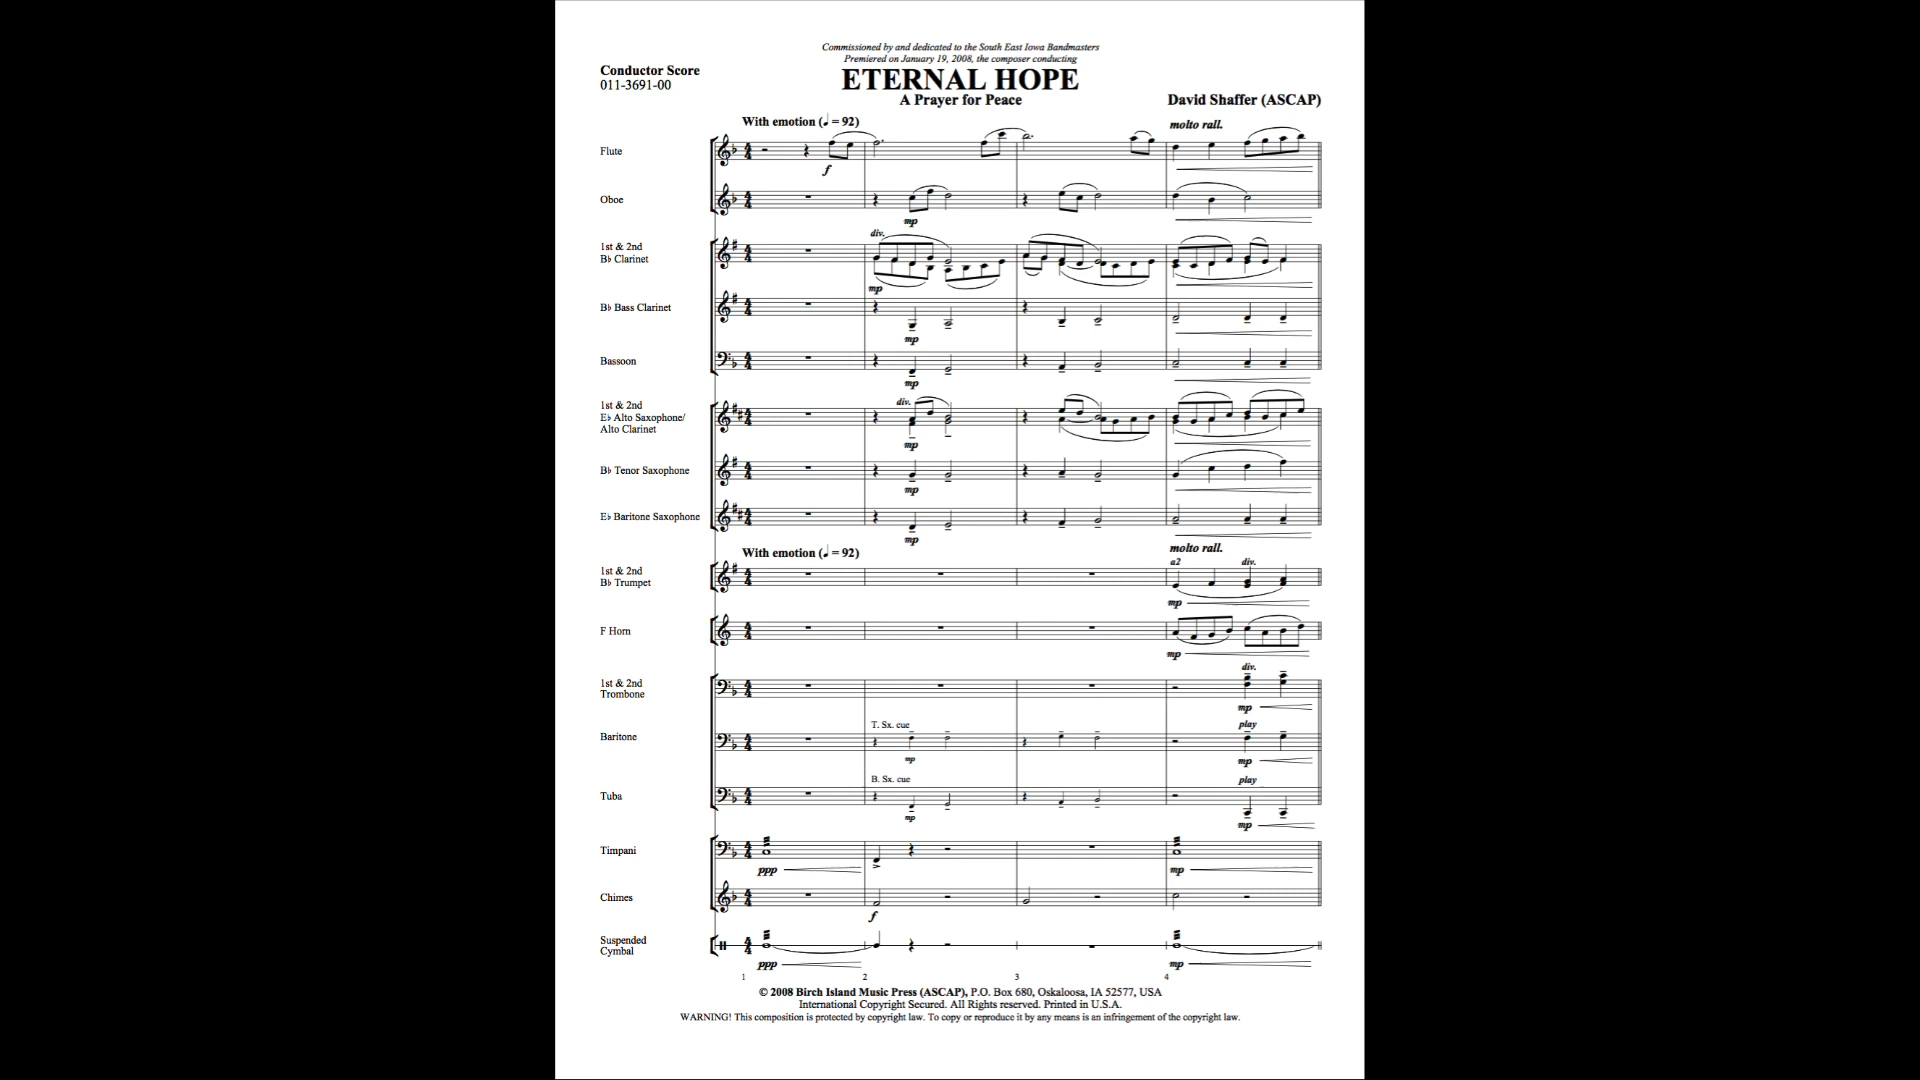 Commissioned by and dedicated to the South East Iowa Bandmasters
Premiered on January 19, 2008, the composer conducting
Conductor Score
011-3691-00
ETERNAL HOPE
A Prayer for Peace
David Shaffer (ASCAP)
With emotion (♩ = 92)
molto rall.
Flute
f
Oboe
mp
div.
1st & 2nd
B♭ Clarinet
mp
B♭ Bass Clarinet
mp
Bassoon
mp
div.
1st & 2nd
E♭ Alto Saxophone/
Alto Clarinet
mp
B♭ Tenor Saxophone
mp
E♭ Baritone Saxophone
mp
With emotion (♩ = 92)
molto rall.
a2 div.
1st & 2nd
B♭ Trumpet
mp
F Horn
mp
div.
1st & 2nd
Trombone
mp
T. Sx. cue play
Baritone
mp mp
B. Sx. cue play
Tuba
mp mp
Timpani
ppp mp
Chimes
f
Suspended
Cymbal
ppp mp
1 2 3 4
© 2008 Birch Island Music Press (ASCAP), P.O. Box 680, Oskaloosa, IA 52577, USA
International Copyright Secured. All Rights reserved. Printed in U.S.A.
WARNING! This composition is protected by copyright law. To copy or reproduce it by any means is an infringement of the copyright law.